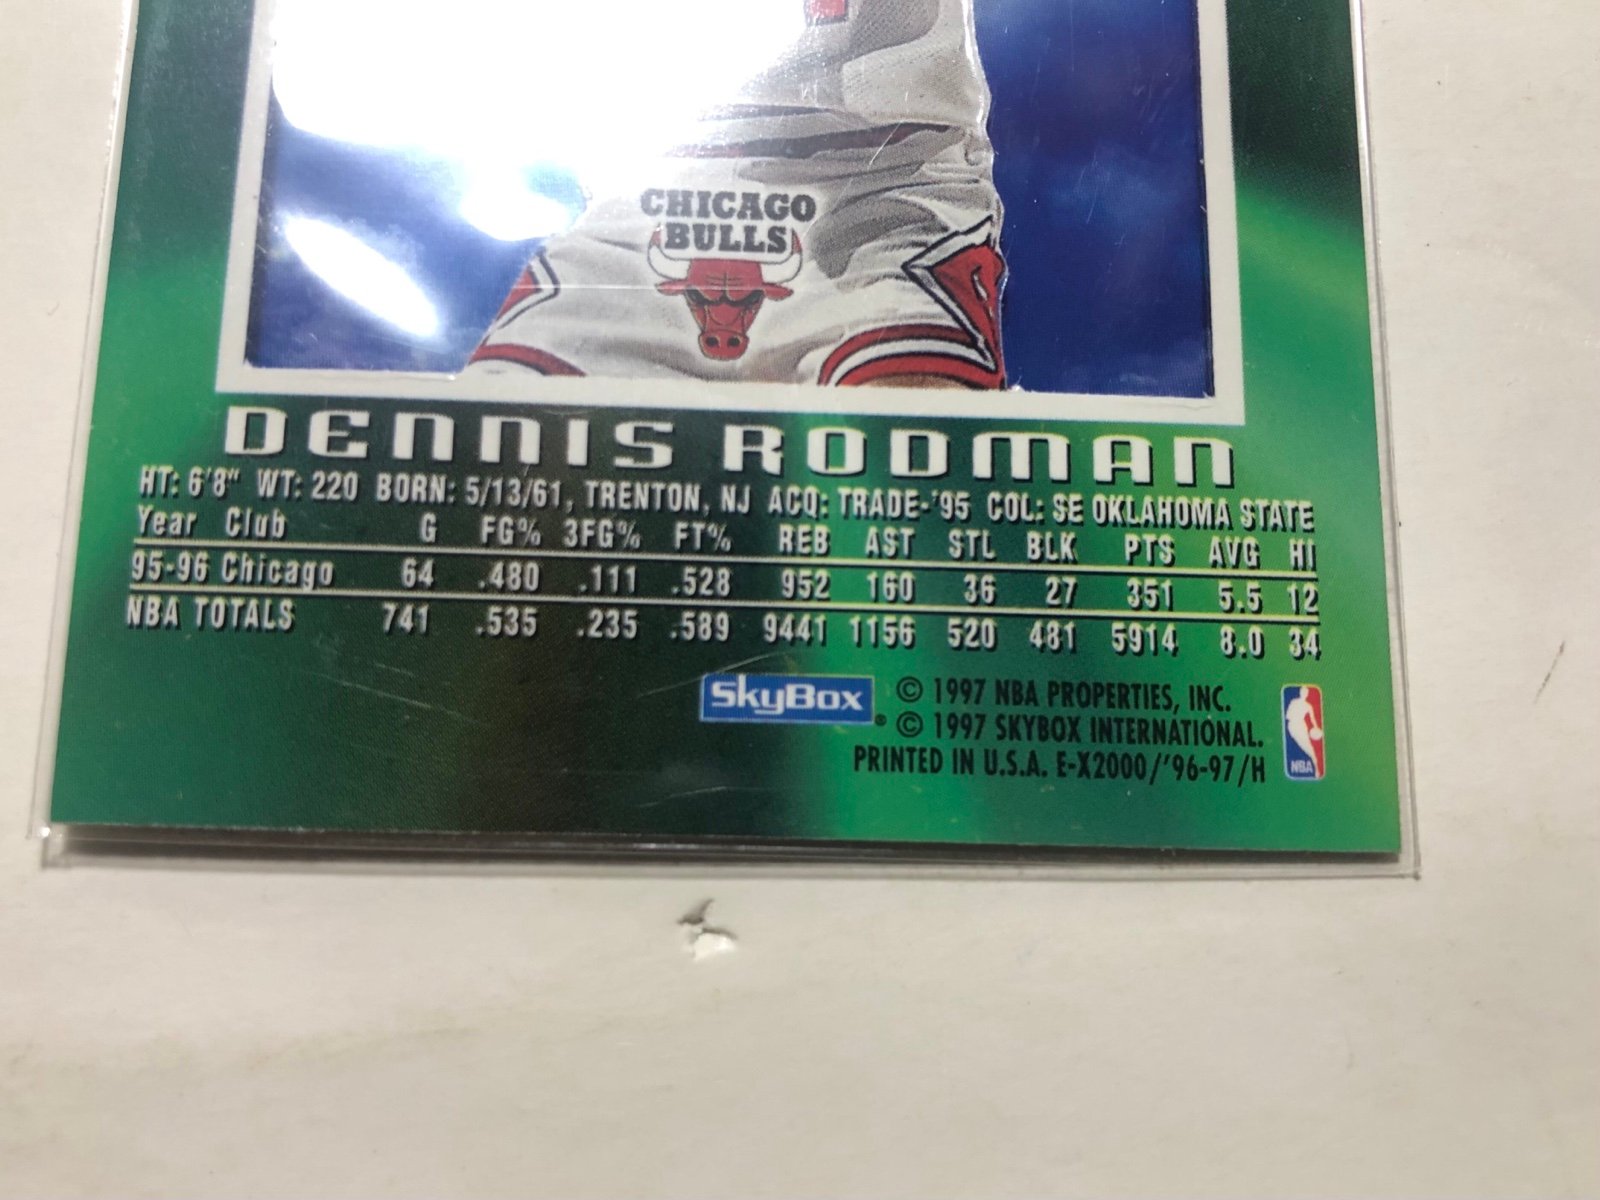 CHICAGO
BULLS
DENNIS RODMAN
HT: 6'8" WT: 220 BORN: 5/13/61, TRENTON, NJ ACQ: TRADE-'95 COL: SE OKLAHOMA STATE
Year Club G FG% 3FG% FT% REB AST STL BLK PTS AVG HI
95-96 Chicago 64 .480 .111 .528 952 160 36 27 351 5.5 12
NBA TOTALS 741 .535 .235 .589 9441 1156 520 481 5914 8.0 34
SkyBox
© 1997 NBA PROPERTIES, INC.
© 1997 SKYBOX INTERNATIONAL.
PRINTED IN U.S.A. E-X2000/'96-97/H
NBA